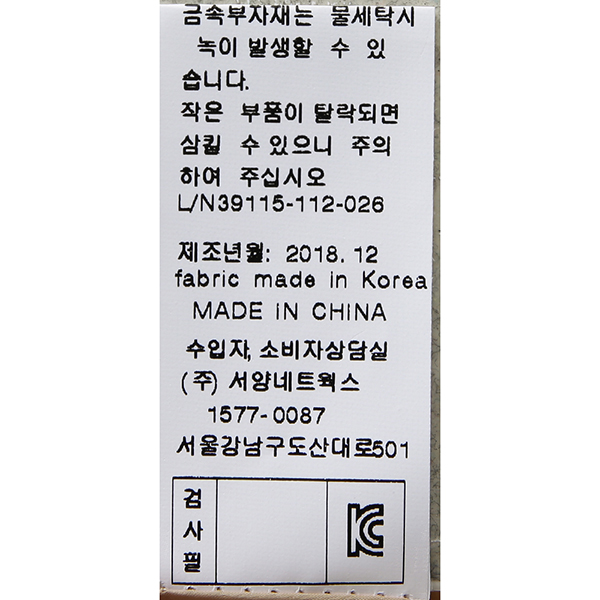 금속부자재는 물세탁시
녹이 발생할 수 있
습니다.
작은 부품이 탈락되면
삼킬 수 있으니 주의
하여 주십시오
L/N39115-112-026
제조년월: 2018. 12
fabric made in Korea
MADE IN CHINA
수입자, 소비자상담실
(주) 서양네트웍스
1577-0087
서울강남구도산대로501
검사필
KC